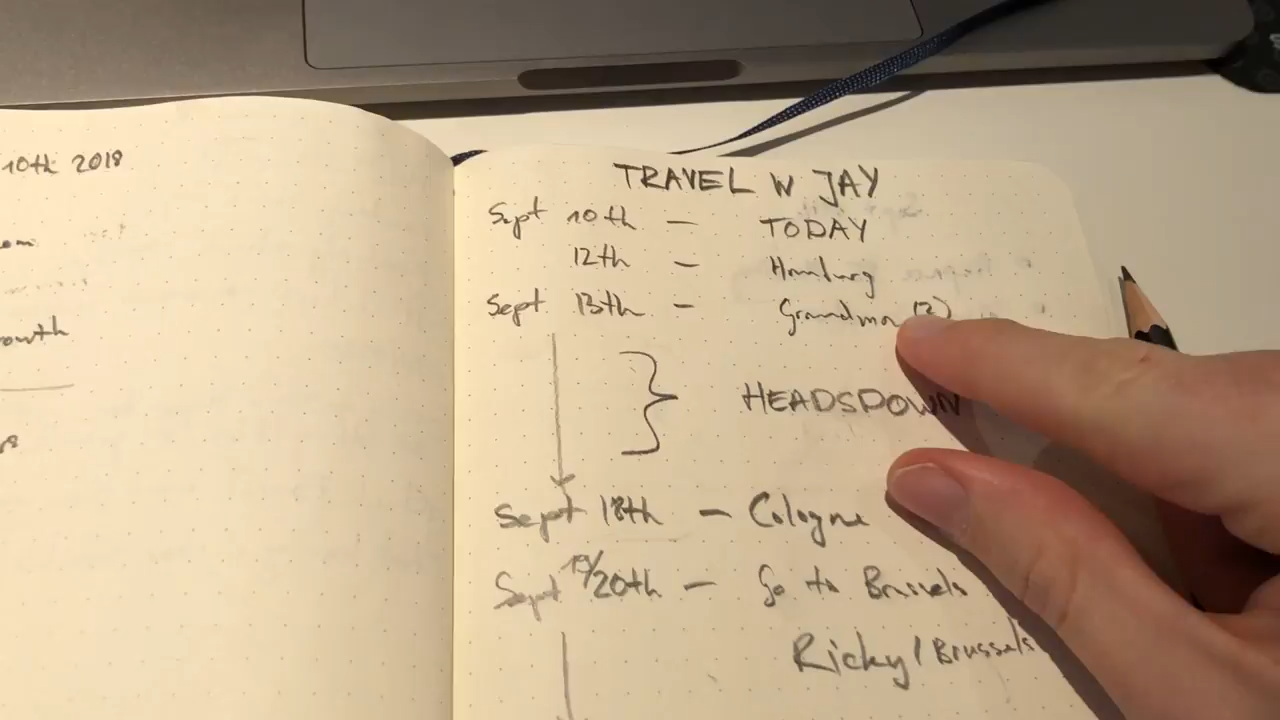 10th 2018
TRAVEL W JAY
Sept 10th — TODAY
12th — Hamburg
Sept 13th — Grandma (2)
HEADSDOWN
Sept 18th — Cologne
Sept 19/20th — Go to Brussels
Ricky / Brussels